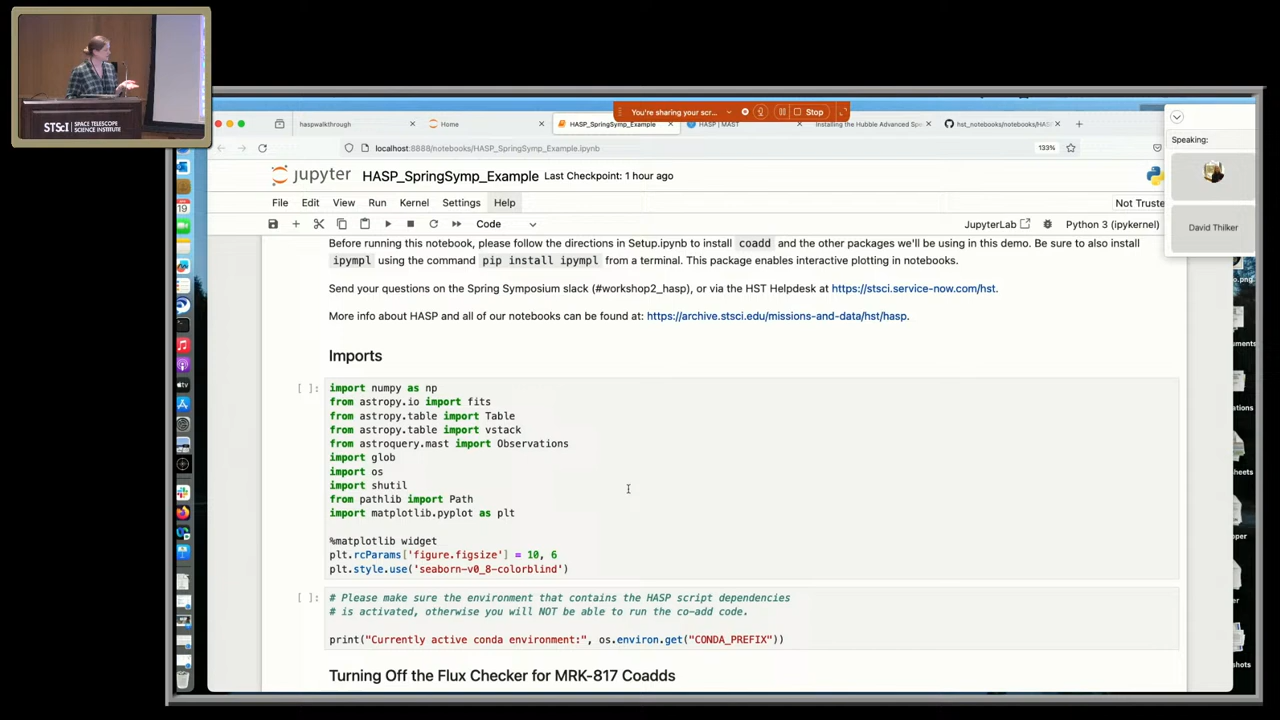 STScI SPACE TELESCOPE SCIENCE INSTITUTE
You're sharing your scr... Stop
Speaking:
David Thilker
haspwalkthrough
Home
HASP_SpringSymp_Example
HASP | MAST
Installing the Hubble Advanced Spe
hst_notebooks/notebooks/HAS
localhost:8888/notebooks/HASP_SpringSymp_Example.ipynb
133%
jupyter HASP_SpringSymp_Example Last Checkpoint: 1 hour ago
File Edit View Run Kernel Settings Help
Not Truste
Code
JupyterLab
Python 3 (ipykernel)
Before running this notebook, please follow the directions in Setup.ipynb to install coadd and the other packages we'll be using in this demo. Be sure to also install
ipympl using the command pip install ipympl from a terminal. This package enables interactive plotting in notebooks.
Send your questions on the Spring Symposium slack (#workshop2_hasp), or via the HST Helpdesk at https://stsci.service-now.com/hst.
More info about HASP and all of our notebooks can be found at: https://archive.stsci.edu/missions-and-data/hst/hasp.
Imports
[ ]: import numpy as np
from astropy.io import fits
from astropy.table import Table
from astropy.table import vstack
from astroquery.mast import Observations
import glob
import os
import shutil
from pathlib import Path
import matplotlib.pyplot as plt
%matplotlib widget
plt.rcParams['figure.figsize'] = 10, 6
plt.style.use('seaborn-v0_8-colorblind')
[ ]: # Please make sure the environment that contains the HASP script dependencies
# is activated, otherwise you will NOT be able to run the co-add code.
print("Currently active conda environment:", os.environ.get("CONDA_PREFIX"))
Turning Off the Flux Checker for MRK-817 Coadds